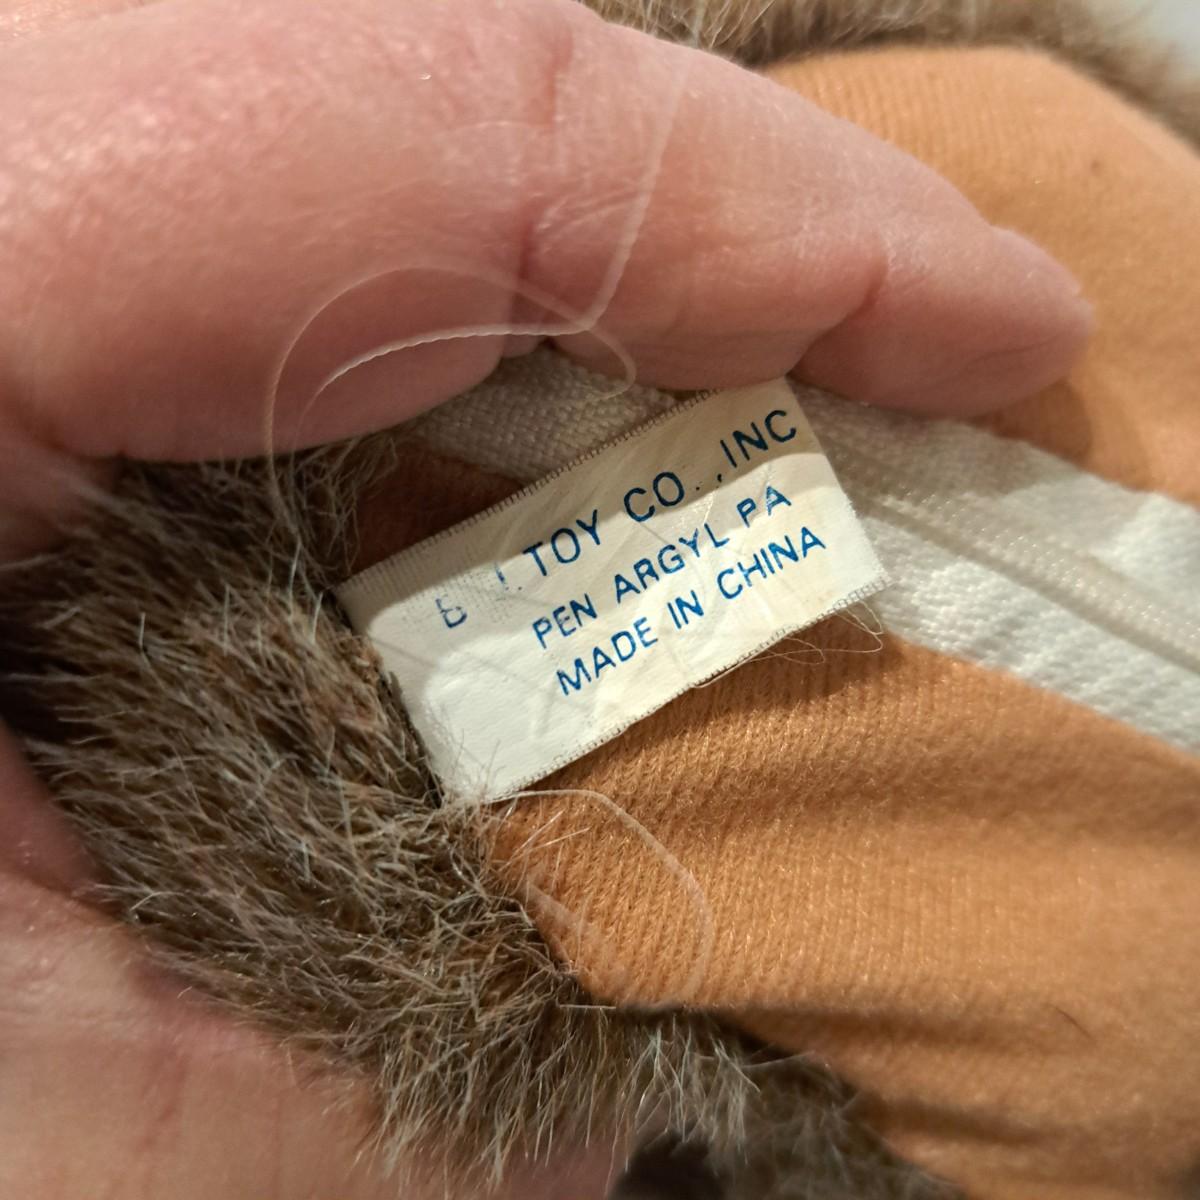 TOY CO., INC
PEN ARGYL PA
MADE IN CHINA